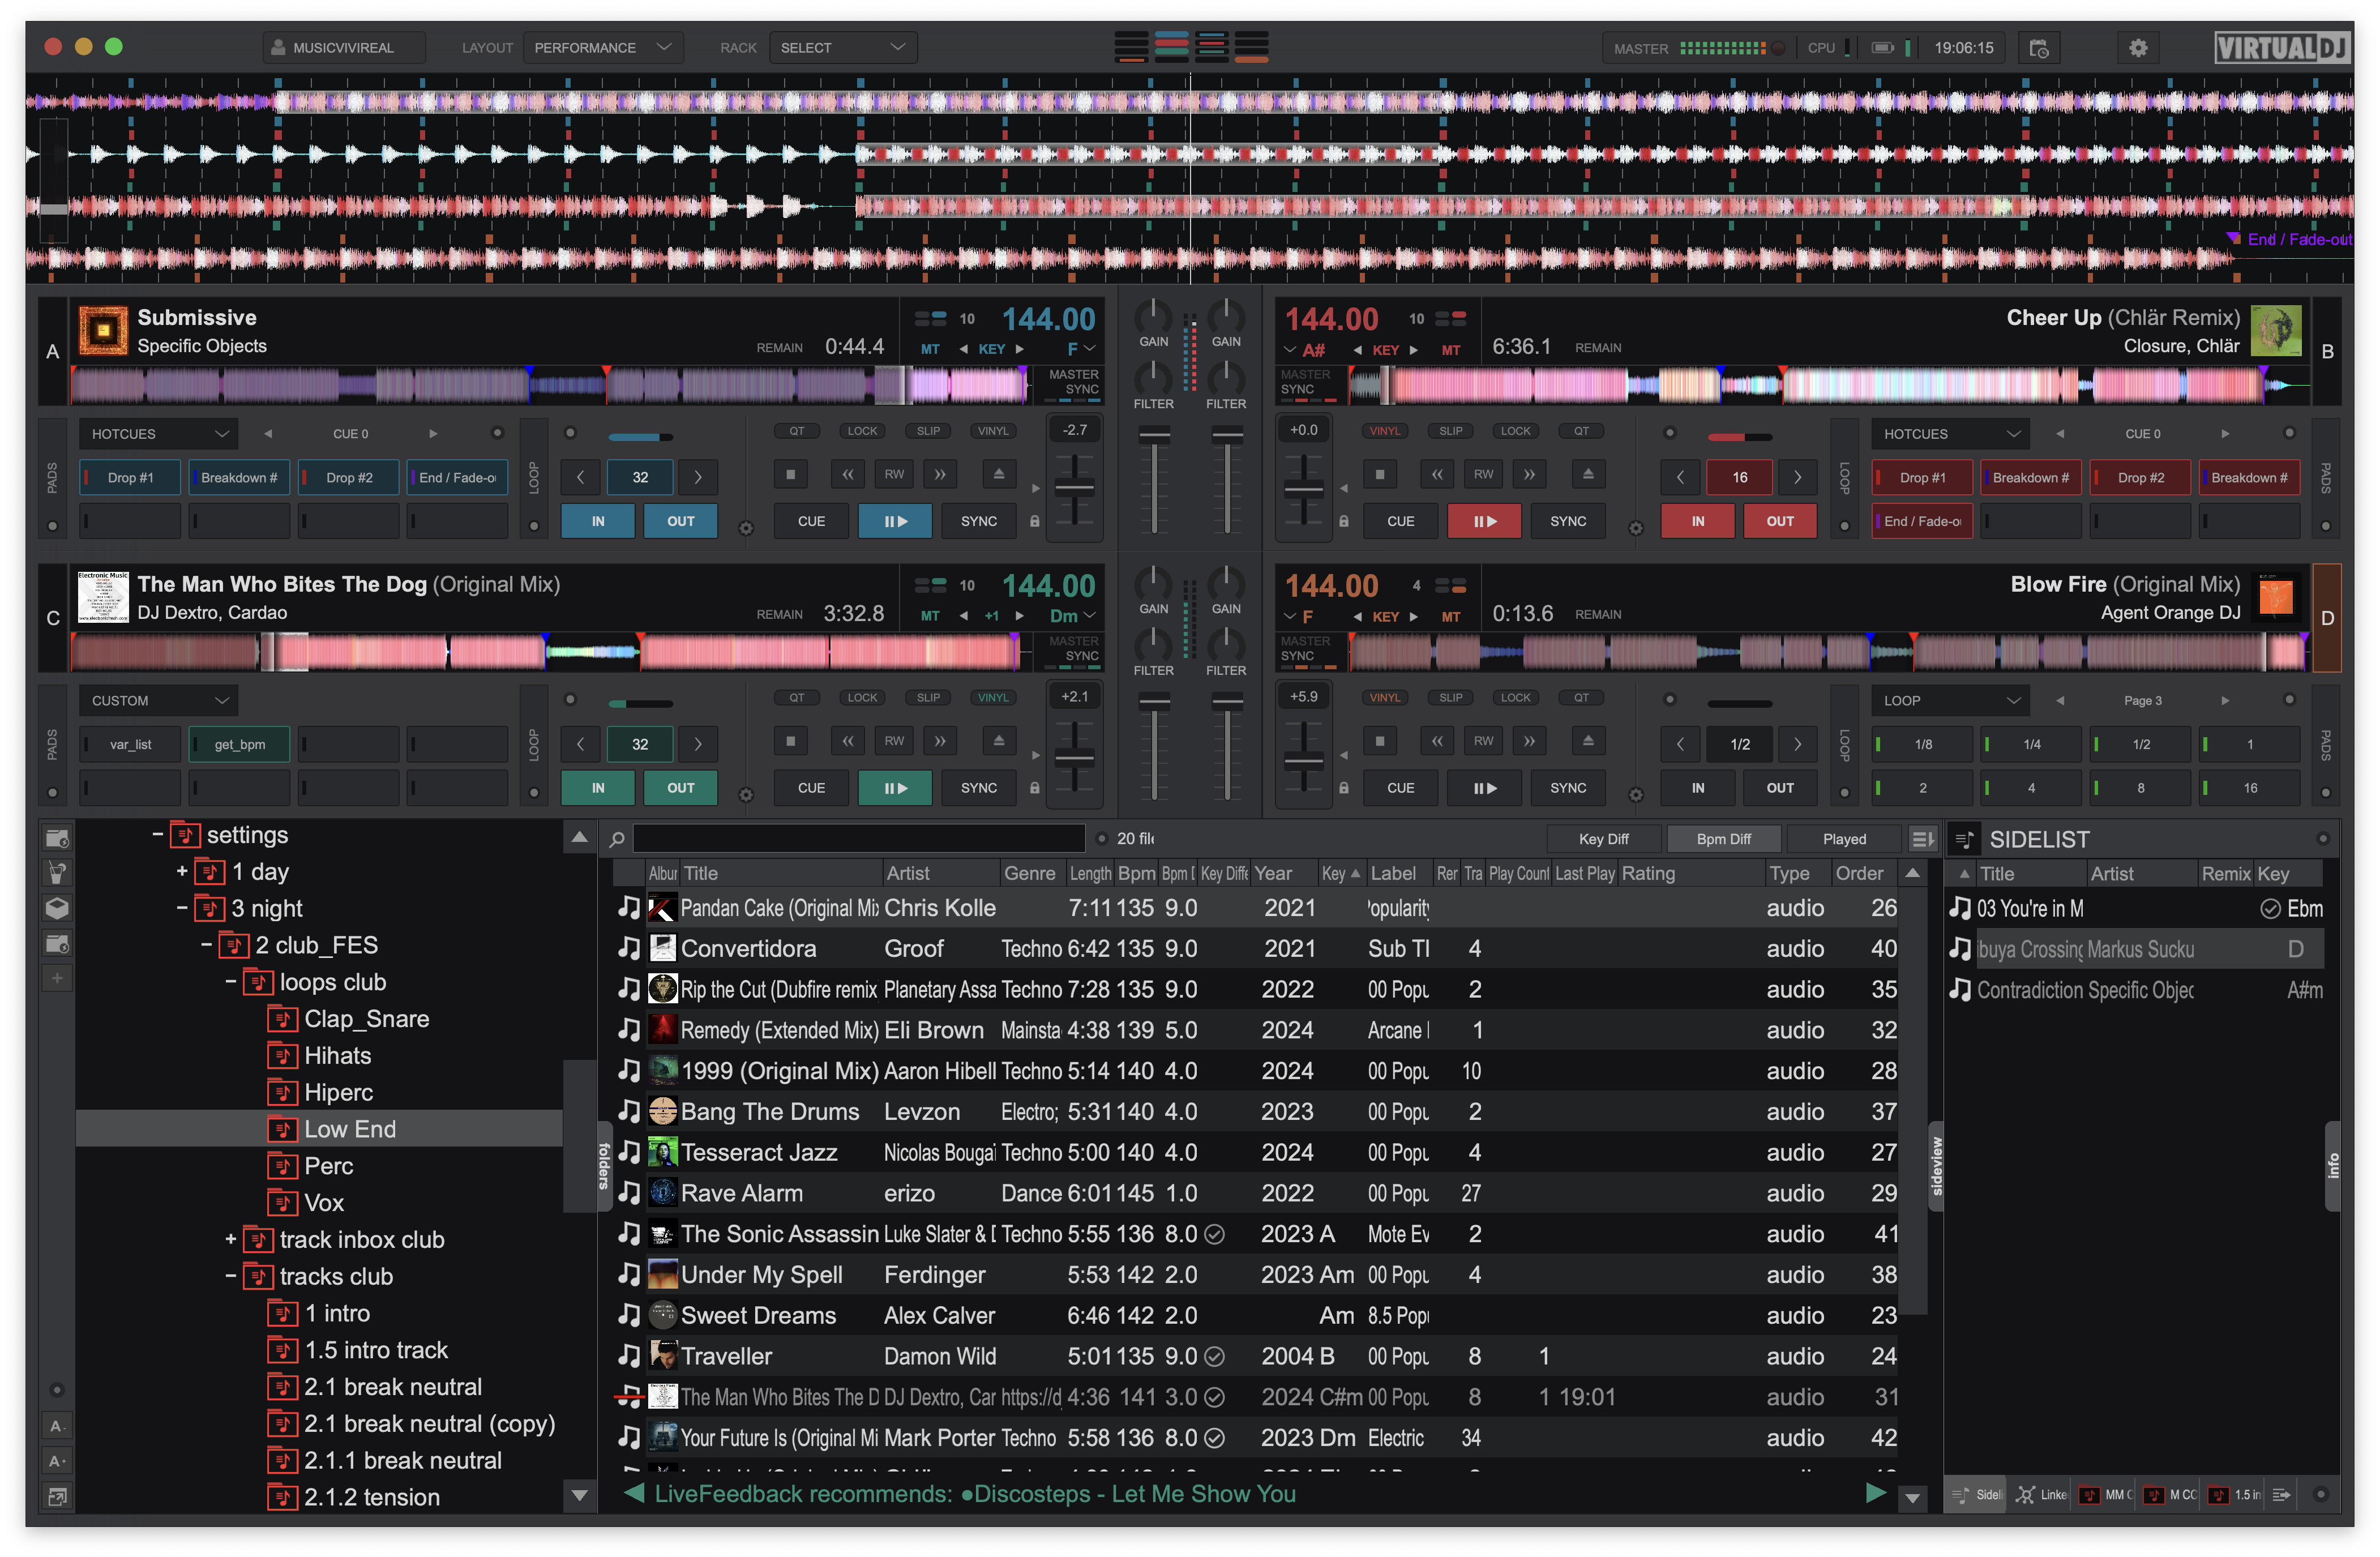 MUSICVIVIREAL LAYOUT PERFORMANCE RACK SELECT MASTER CPU 19:06:15 VIRTUALDJ
End / Fade-out
A Submissive
Specific Objects
REMAIN 0:44.4
10 144.00
MT KEY F
MASTER
SYNC
GAIN GAIN
FILTER FILTER
144.00 10
A# KEY MT
6:36.1 REMAIN
Cheer Up (Chlär Remix)
Closure, Chlär
B
MASTER
SYNC
PADS HOTCUES CUE 0
Drop #1 Breakdown # Drop #2 End / Fade-o
LOOP 32
IN OUT
QT LOCK SLIP VINYL
RW
CUE SYNC
-2.7
+0.0
VINYL SLIP LOCK QT
RW
CUE SYNC
16
IN OUT
LOOP HOTCUES CUE 0
Drop #1 Breakdown # Drop #2 Breakdown #
End / Fade-o
PADS
C The Man Who Bites The Dog (Original Mix)
DJ Dextro, Cardao
REMAIN 3:32.8
10 144.00
MT +1 Dm
MASTER
SYNC
GAIN GAIN
FILTER FILTER
144.00 4
F KEY MT
0:13.6 REMAIN
Blow Fire (Original Mix)
Agent Orange DJ
D
MASTER
SYNC
PADS CUSTOM
var_list get_bpm
LOOP 32
IN OUT
QT LOCK SLIP VINYL
RW
CUE SYNC
+2.1
+5.9
VINYL SLIP LOCK QT
RW
CUE SYNC
1/2
IN OUT
LOOP LOOP Page 3
1/8 1/4 1/2 1
2 4 8 16
PADS
settings
+ 1 day
3 night
2 club_FES
loops club
Clap_Snare
Hihats
Hiperc
Low End
Perc
Vox
+ track inbox club
tracks club
1 intro
1.5 intro track
2.1 break neutral
2.1 break neutral (copy)
2.1.1 break neutral
2.1.2 tension
A-
A+
folders
20 file
Key Diff Bpm Diff Played
Albur Title Artist Genre Length Bpm Bpm D Key Diffe Year Key Label Rer Tra Play Count Last Play Rating Type Order
Pandan Cake (Original Mix Chris Kolle 7:11 135 9.0 2021 'opularity audio 26
Convertidora Groof Techno 6:42 135 9.0 2021 Sub Tl 4 audio 40
Rip the Cut (Dubfire remix Planetary Assa Techno 7:28 135 9.0 2022 00 Popu 2 audio 35
Remedy (Extended Mix) Eli Brown Mainsta 4:38 139 5.0 2024 Arcane 1 audio 32
1999 (Original Mix) Aaron Hibell Techno 5:14 140 4.0 2024 00 Popu 10 audio 28
Bang The Drums Levzon Electro; 5:31 140 4.0 2023 00 Popu 2 audio 37
Tesseract Jazz Nicolas Bougai Techno 5:00 140 4.0 2024 00 Popu 4 audio 27
Rave Alarm erizo Dance 6:01 145 1.0 2022 00 Popu 27 audio 29
The Sonic Assassin Luke Slater & D Techno 5:55 136 8.0 2023 A Mote Ev 2 audio 41
Under My Spell Ferdinger 5:53 142 2.0 2023 Am 00 Popu 4 audio 38
Sweet Dreams Alex Calver 6:46 142 2.0 Am 8.5 Popu audio 23
Traveller Damon Wild 5:01 135 9.0 2004 B 00 Popu 8 1 audio 24
The Man Who Bites The D DJ Dextro, Car https://d 4:36 141 3.0 2024 C#m 00 Popu 8 1 19:01 audio 31
Your Future Is (Original Mi Mark Porter Techno 5:58 136 8.0 2023 Dm Electric 34 audio 42
LiveFeedback recommends: ●Discosteps - Let Me Show You
sideview
SIDELIST
Title Artist Remix Key
03 You're in M Ebm
buya Crossing Markus Sucku D
Contradiction Specific Objec A#m
info
Sideli Linke MM C M CC 1.5 in